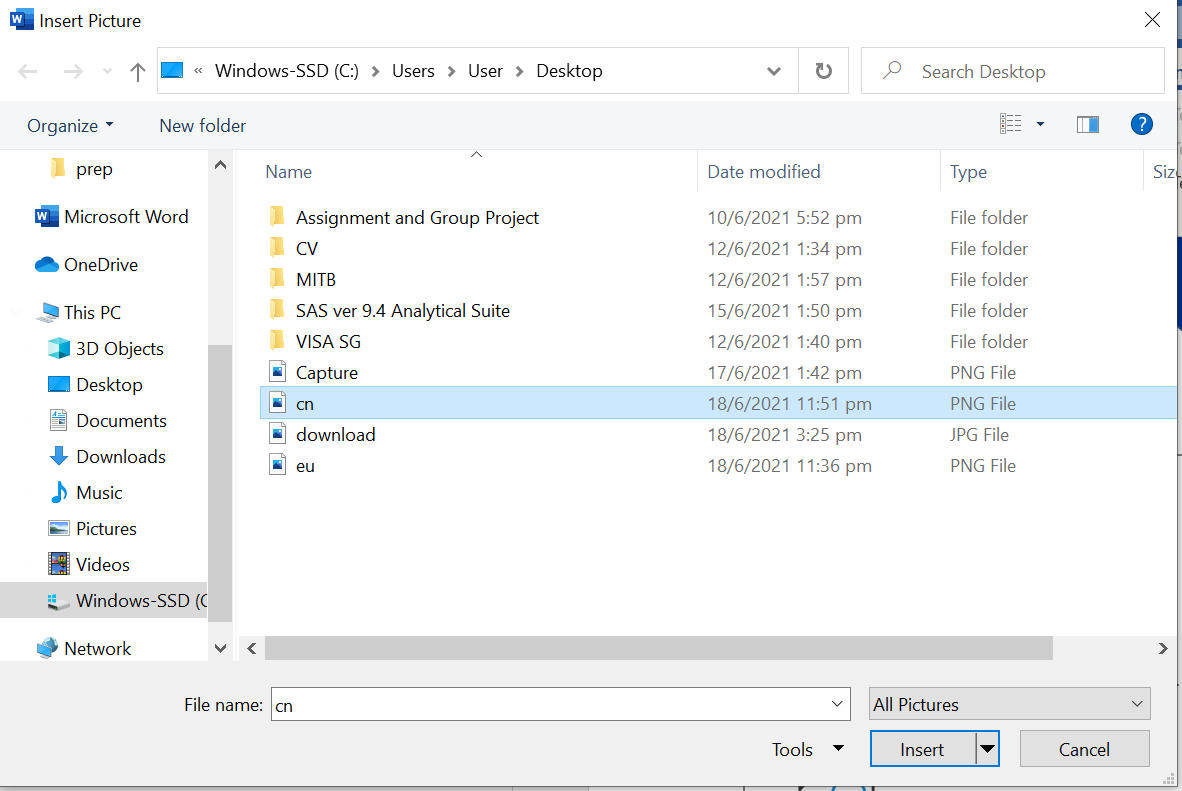 Insert Picture
« Windows-SSD (C:) > Users > User > Desktop
Search Desktop
Organize
New folder
?
prep
Microsoft Word
OneDrive
This PC
3D Objects
Desktop
Documents
Downloads
Music
Pictures
Videos
Windows-SSD (C
Network
Name Date modified Type Siz
Assignment and Group Project 10/6/2021 5:52 pm File folder
CV 12/6/2021 1:34 pm File folder
MITB 12/6/2021 1:57 pm File folder
SAS ver 9.4 Analytical Suite 15/6/2021 1:50 pm File folder
VISA SG 12/6/2021 1:40 pm File folder
Capture 17/6/2021 1:42 pm PNG File
cn 18/6/2021 11:51 pm PNG File
download 18/6/2021 3:25 pm JPG File
eu 18/6/2021 11:36 pm PNG File
File name: cn
All Pictures
Tools
Insert
Cancel